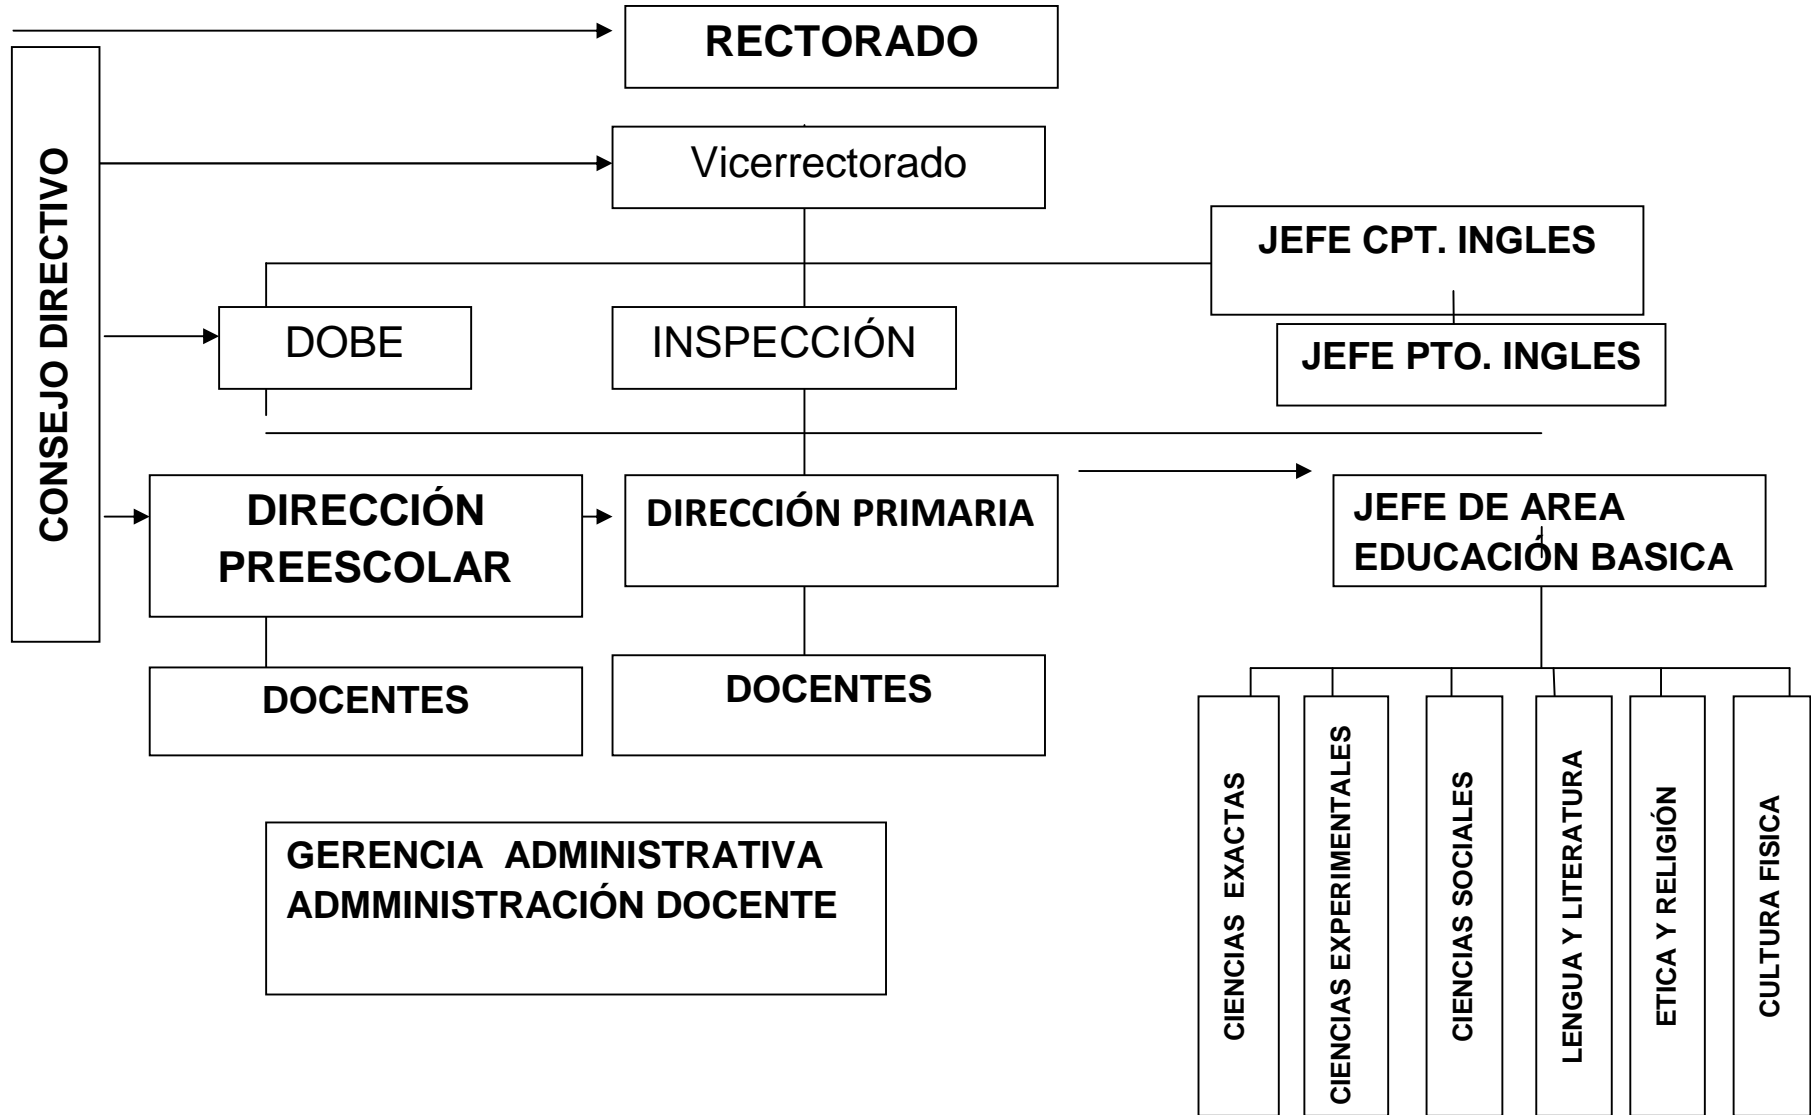 RECTORADO
CONSEJO DIRECTIVO
Vicerrectorado
JEFE CPT. INGLES
DOBE
INSPECCIÓN
JEFE PTO. INGLES
DIRECCIÓN
PREESCOLAR
DIRECCIÓN PRIMARIA
JEFE DE AREA
EDUCACIÓN BASICA
DOCENTES
DOCENTES
CIENCIAS EXACTAS
CIENCIAS EXPERIMENTALES
CIENCIAS SOCIALES
LENGUA Y LITERATURA
ETICA Y RELIGIÓN
CULTURA FISICA
GERENCIA ADMINISTRATIVA
ADMMINISTRACIÓN DOCENTE